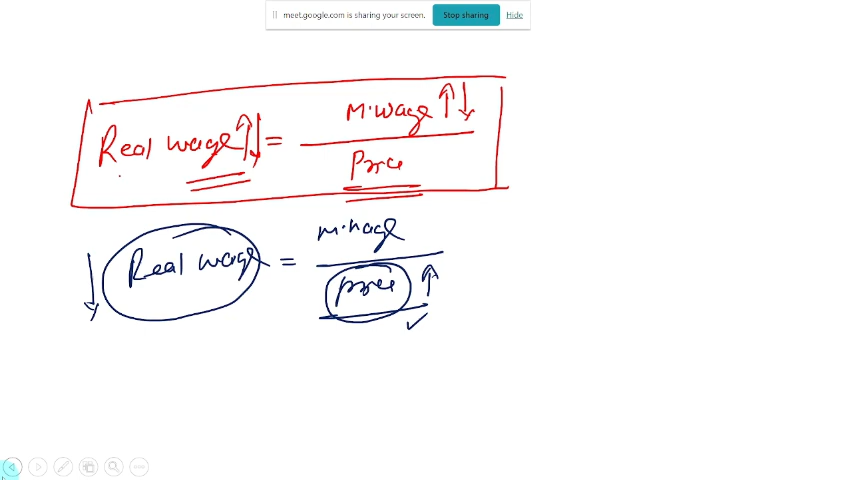 meet.google.com is sharing your screen. Stop sharing Hide
Real wage ↑↓ = M.wage ↑↓
Price
↓ Real wage = m.wage
price ↑ ✓